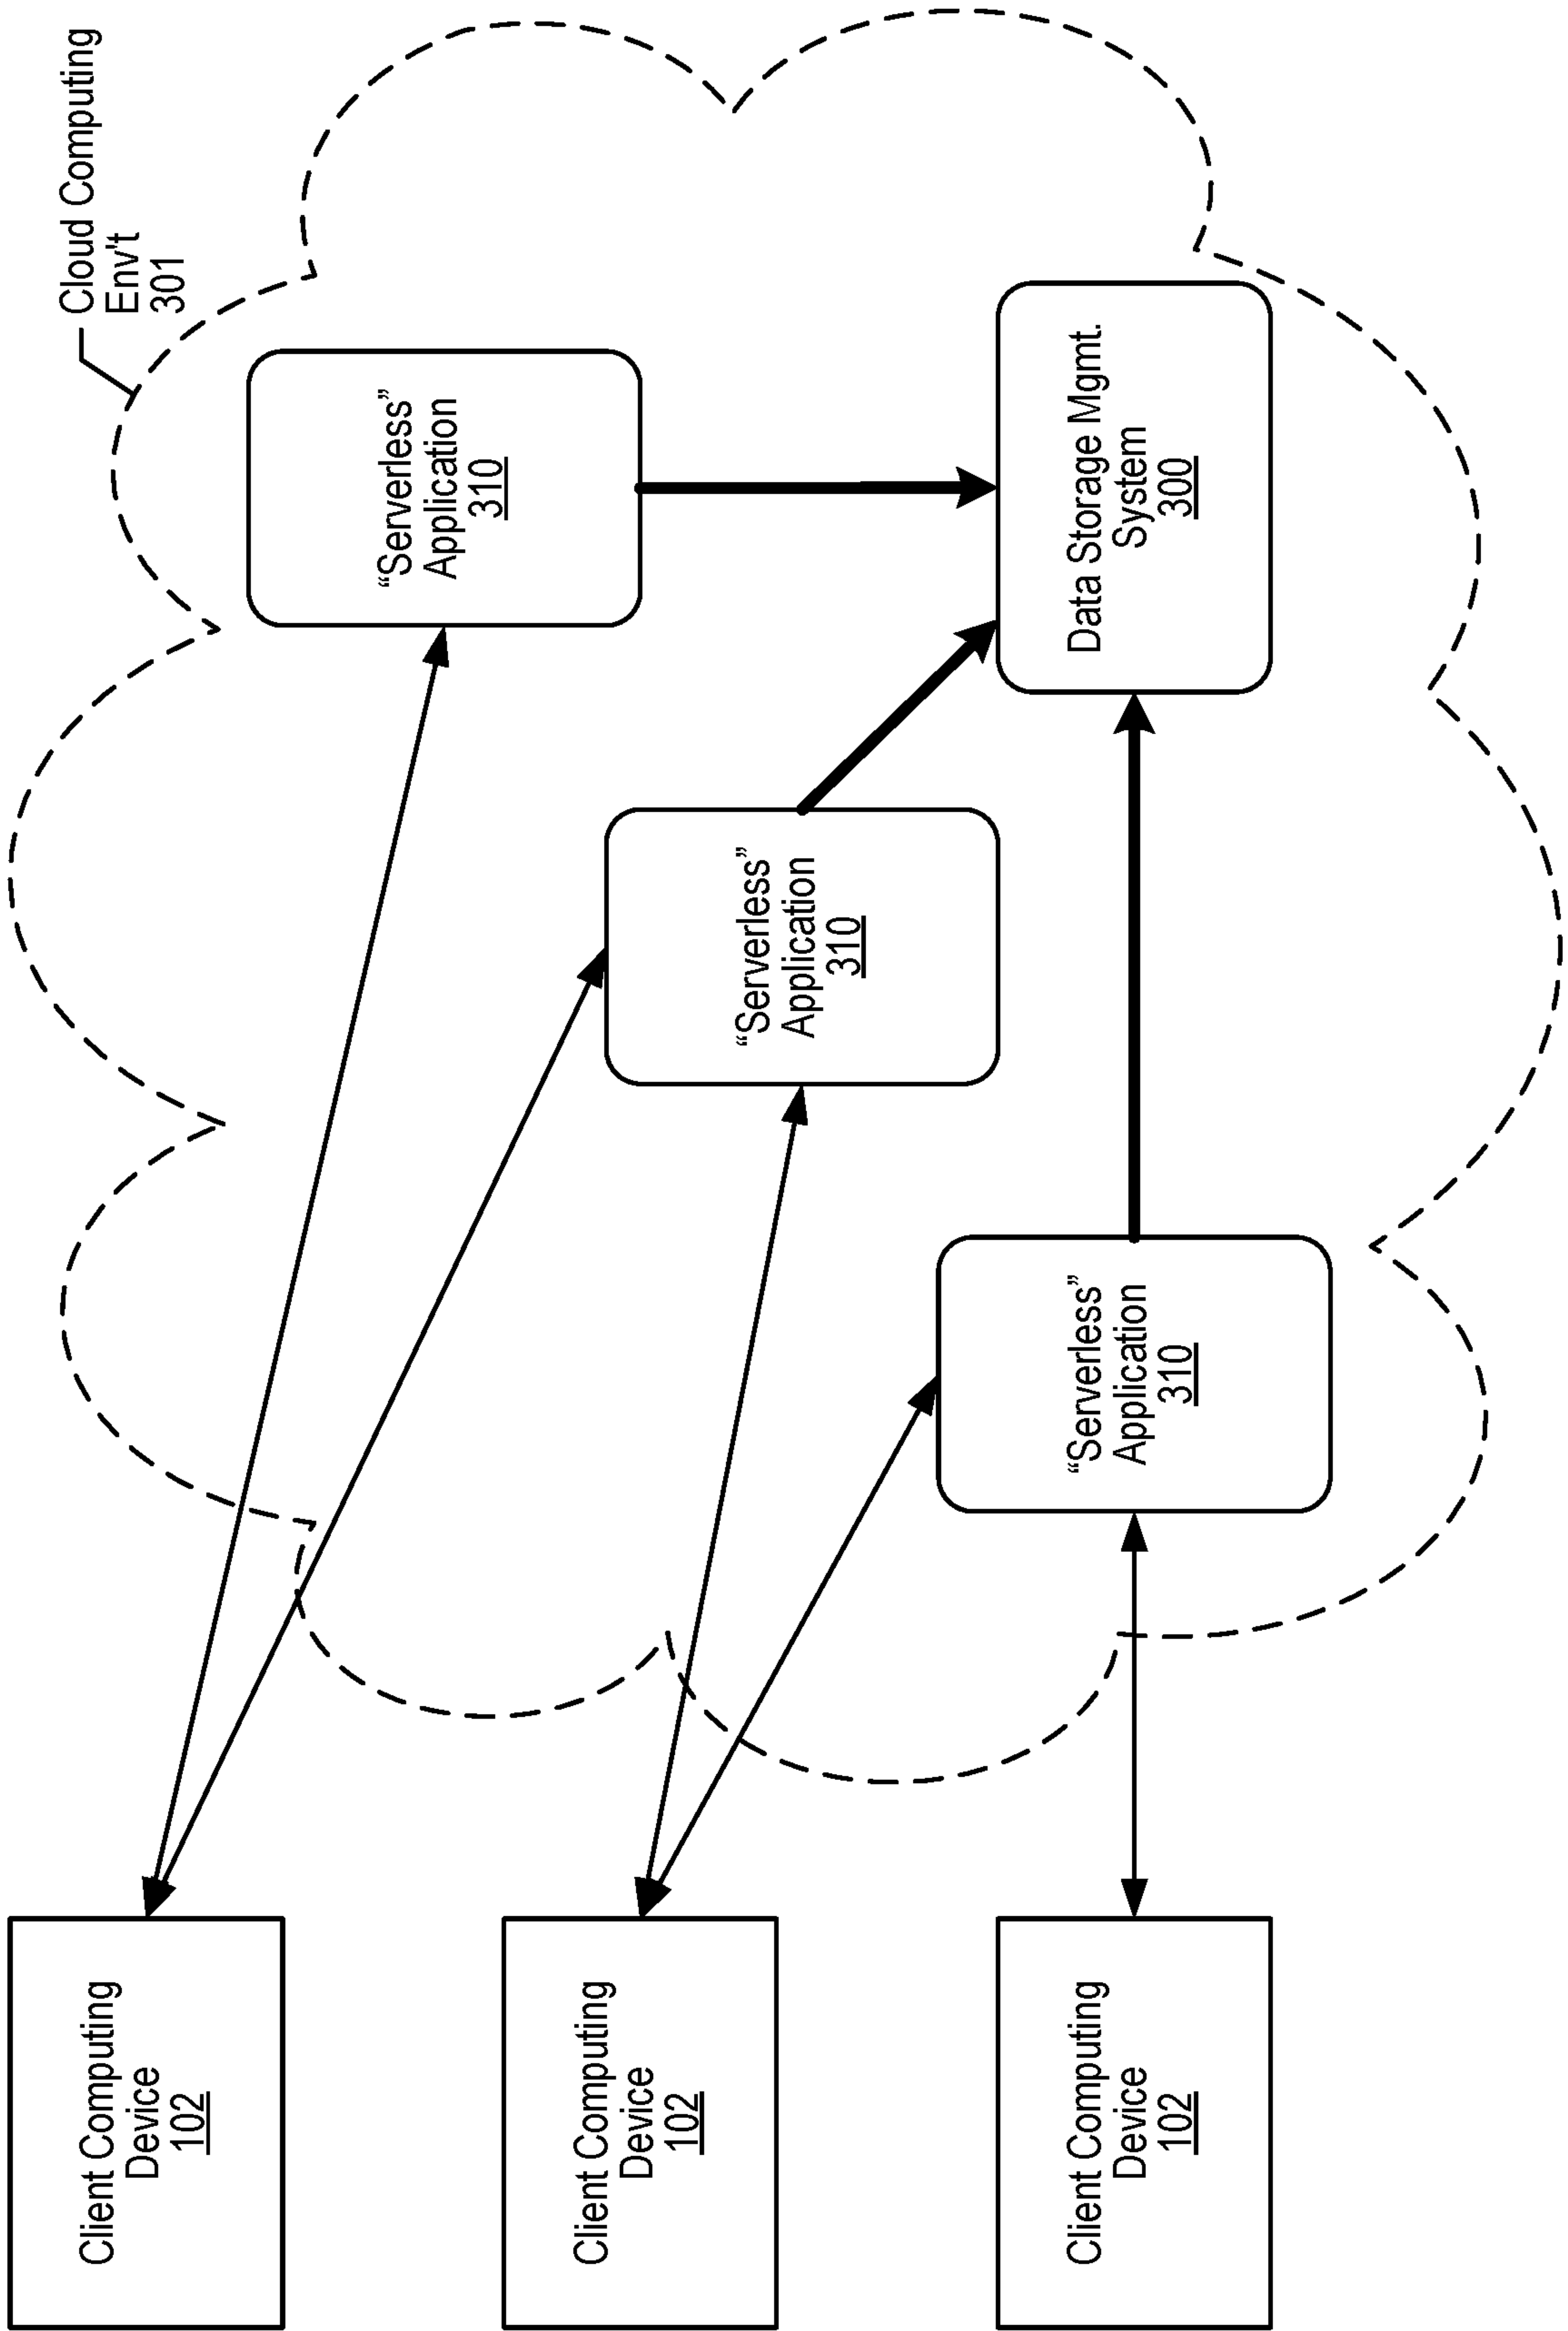 Cloud Computing
Env't
301
Client Computing
Device
102
"Serverless"
Application
310
Client Computing
Device
102
"Serverless"
Application
310
Client Computing
Device
102
"Serverless"
Application
310
Data Storage Mgmt.
System
300